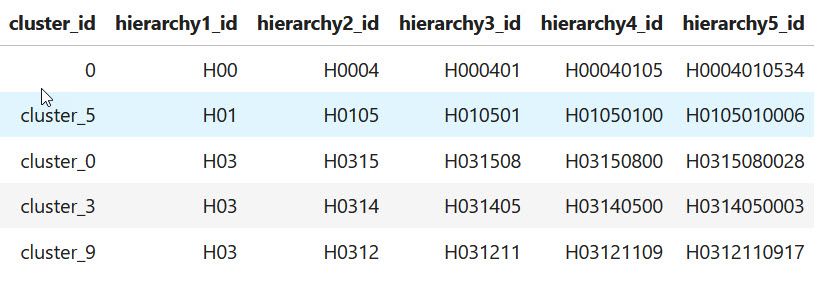 cluster_id hierarchy1_id hierarchy2_id hierarchy3_id hierarchy4_id hierarchy5_id
0 H00 H0004 H000401 H00040105 H0004010534
cluster_5 H01 H0105 H010501 H01050100 H0105010006
cluster_0 H03 H0315 H031508 H03150800 H0315080028
cluster_3 H03 H0314 H031405 H03140500 H0314050003
cluster_9 H03 H0312 H031211 H03121109 H0312110917